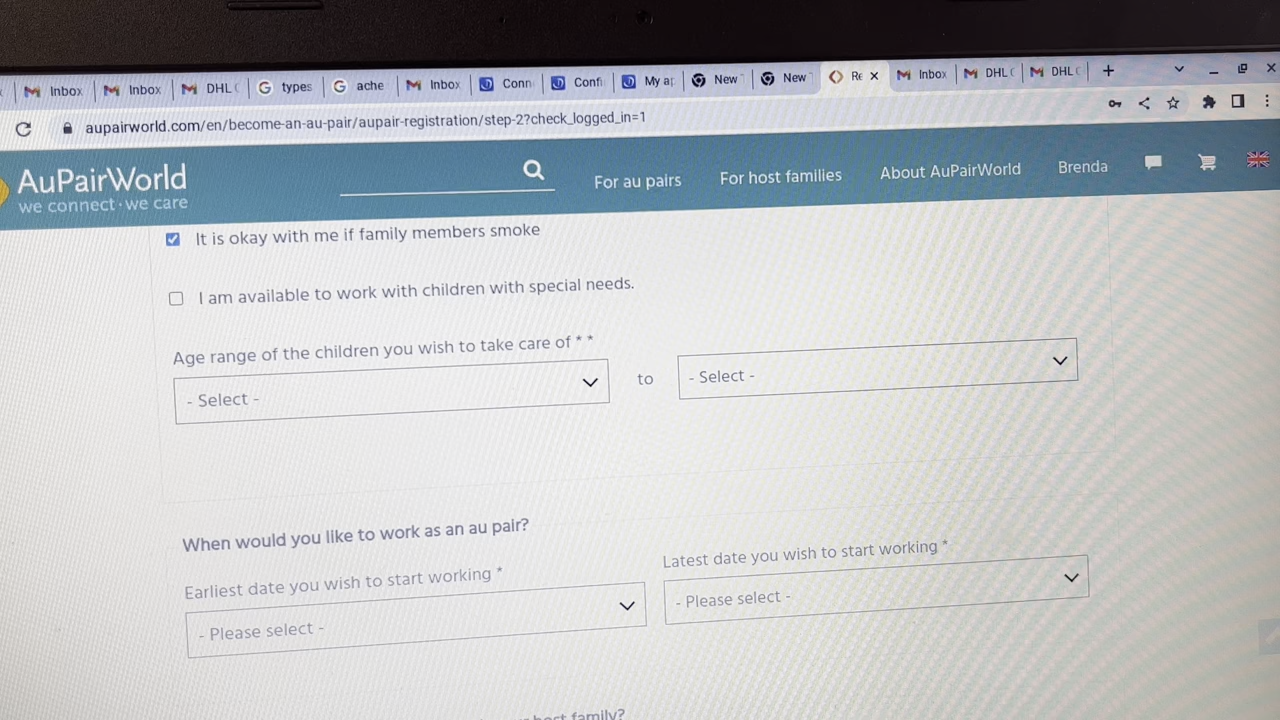 Inbox Inbox DHL types ache Inbox Conn Confi My ap New New Re Inbox DHL DHL
aupairworld.com/en/become-an-au-pair/aupair-registration/step-2?check_logged_in=1
AuPairWorld
we connect · we care
For au pairs For host families About AuPairWorld Brenda
It is okay with me if family members smoke
I am available to work with children with special needs.
Age range of the children you wish to take care of * *
- Select - to - Select -
When would you like to work as an au pair?
Earliest date you wish to start working * Latest date you wish to start working *
- Please select - - Please select -
host family?